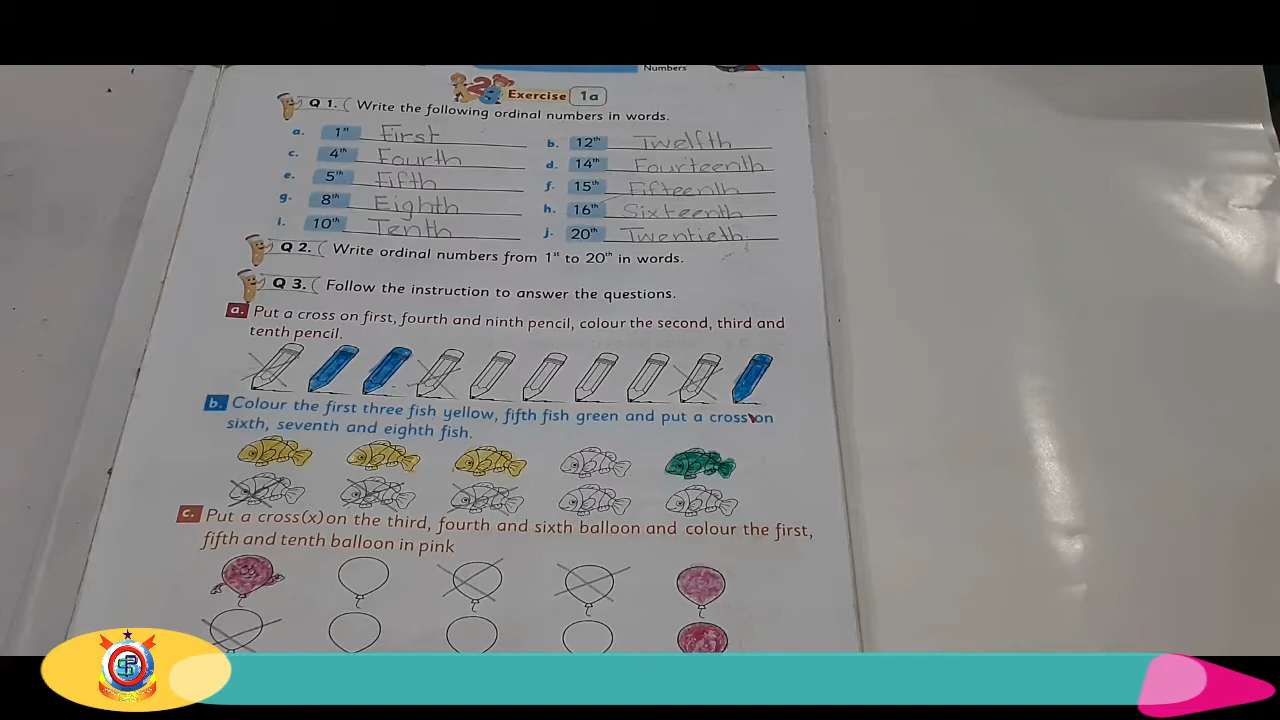 Numbers
1 2 3 Exercise 1a
Q 1. Write the following ordinal numbers in words.
a. 1st First b. 12th Twelfth
c. 4th Fourth d. 14th Fourteenth
e. 5th Fifth f. 15th Fifteenth
g. 8th Eighth h. 16th Sixteenth
i. 10th Tenth j. 20th Twentieth
Q 2. Write ordinal numbers from 1st to 20th in words.
Q 3. Follow the instruction to answer the questions.
a. Put a cross on first, fourth and ninth pencil, colour the second, third and
tenth pencil.
b. Colour the first three fish yellow, fifth fish green and put a cross on
sixth, seventh and eighth fish.
c. Put a cross(x) on the third, fourth and sixth balloon and colour the first,
fifth and tenth balloon in pink